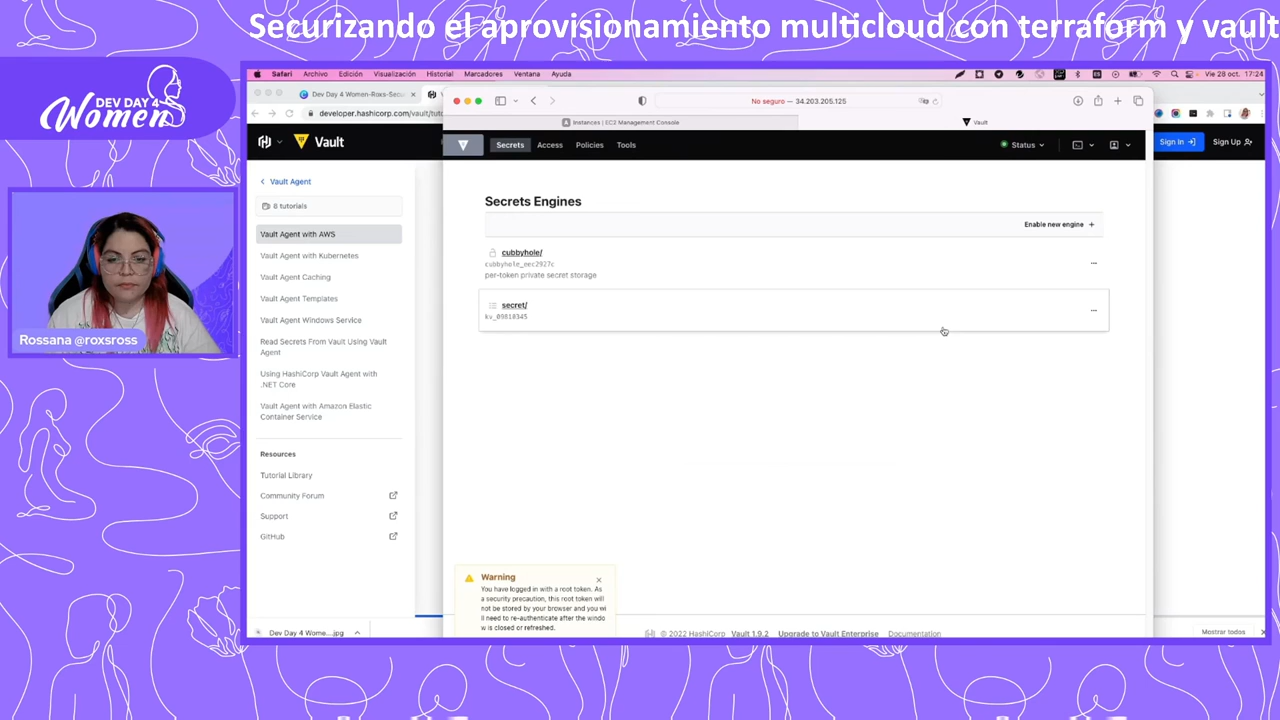 Securizando el aprovisionamiento multicloud con terraform y vault
DEV DAY 4
Women
Rossana @roxsross
Safari Archivo Edición Visualización Historial Marcadores Ventana Ayuda
Vie 28 oct. 17:24
Dev Day 4 Women-Roxs-Secu
developer.hashicorp.com/vault/tuto
No seguro — 34.203.205.125
Instances | EC2 Management Console
Vault
Vault
Sign In
Sign Up
Secrets Access Policies Tools
Status
Vault Agent
8 tutorials
Vault Agent with AWS
Vault Agent with Kubernetes
Vault Agent Caching
Vault Agent Templates
Vault Agent Windows Service
Read Secrets From Vault Using Vault
Agent
Using HashiCorp Vault Agent with
.NET Core
Vault Agent with Amazon Elastic
Container Service
Resources
Tutorial Library
Community Forum
Support
GitHub
Secrets Engines
Enable new engine +
cubbyhole/
cubbyhole_eec2927c
per-token private secret storage
secret/
kv_09818345
Warning
You have logged in with a root token. As
a security precaution, this root token will
not be stored by your browser and you wi
ll need to re-authenticate after the windo
w is closed or refreshed.
© 2022 HashiCorp Vault 1.9.2 Upgrade to Vault Enterprise Documentation
Dev Day 4 Wome....jpg
Mostrar todos